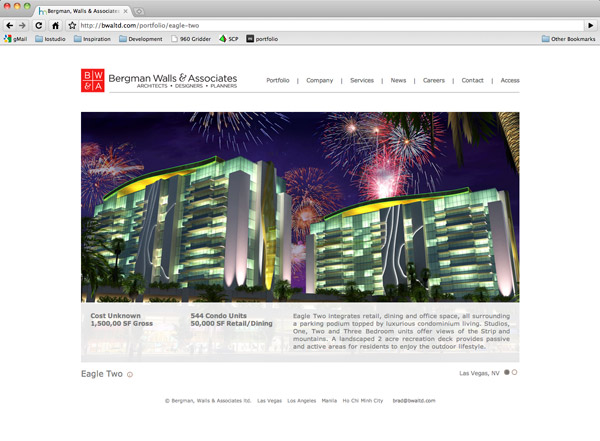 Bergman, Walls & Associates
http://bwaltd.com/portfolio/eagle-two
gMail lostudio Inspiration Development 960 Gridder SCP portfolio Other Bookmarks
BW&A
Bergman Walls & Associates
ARCHITECTS • DESIGNERS • PLANNERS
Portfolio | Company | Services | News | Careers | Contact | Access
Cost Unknown
1,500,00 SF Gross
544 Condo Units
50,000 SF Retail/Dining
Eagle Two integrates retail, dining and office space, all surrounding
a parking podium topped by luxurious condominium living. Studios,
One, Two and Three Bedroom units offer views of the Strip and
mountains. A landscaped 2 acre recreation deck provides passive
and active areas for residents to enjoy the outdoor lifestyle.
Eagle Two
Las Vegas, NV
© Bergman, Walls & Associates ltd. Las Vegas Los Angeles Manila Ho Chi Minh City brad@bwaltd.com